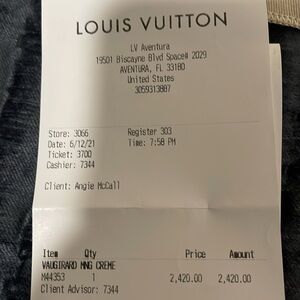 LOUIS VUITTON
LV Aventura
19501 Biscayne Blvd Space# 2029
AVENTURA, FL 33180
United States
3059313887
Store: 3066 Register 303
Date: 6/12/21 Time: 7:58 PM
Ticket: 3700
Cashier: 7344
Client: Angie McCall
Item Qty Price Amount
VAUGIRARD MNG CREME
M44353 1 2,420.00 2,420.00
Client Advisor: 7344